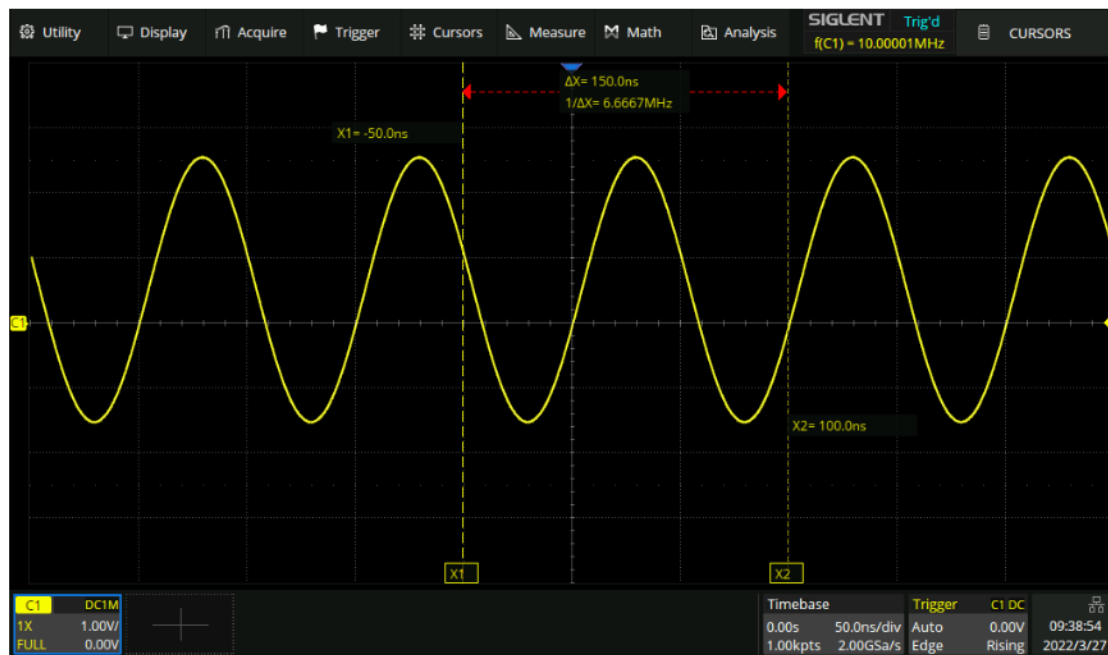 Utility Display Acquire Trigger Cursors Measure Math Analysis
SIGLENT Trig'd
f(C1) = 10.00001MHz
CURSORS
ΔX= 150.0ns
1/ΔX= 6.6667MHz
X1= -50.0ns
C1
X2= 100.0ns
X1 X2
C1 DC1M
1X 1.00V/
FULL 0.00V
Timebase
0.00s 50.0ns/div
1.00kpts 2.00GSa/s
Trigger C1 DC
Auto 0.00V
Edge Rising
09:38:54
2022/3/27